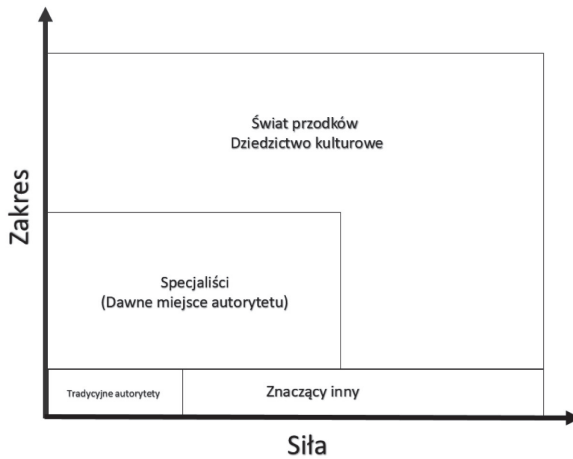 Zakres
Świat przodków
Dziedzictwo kulturowe
Specjaliści
(Dawne miejsce autorytetu)
Tradycyjne autorytety
Znaczący inny
Siła